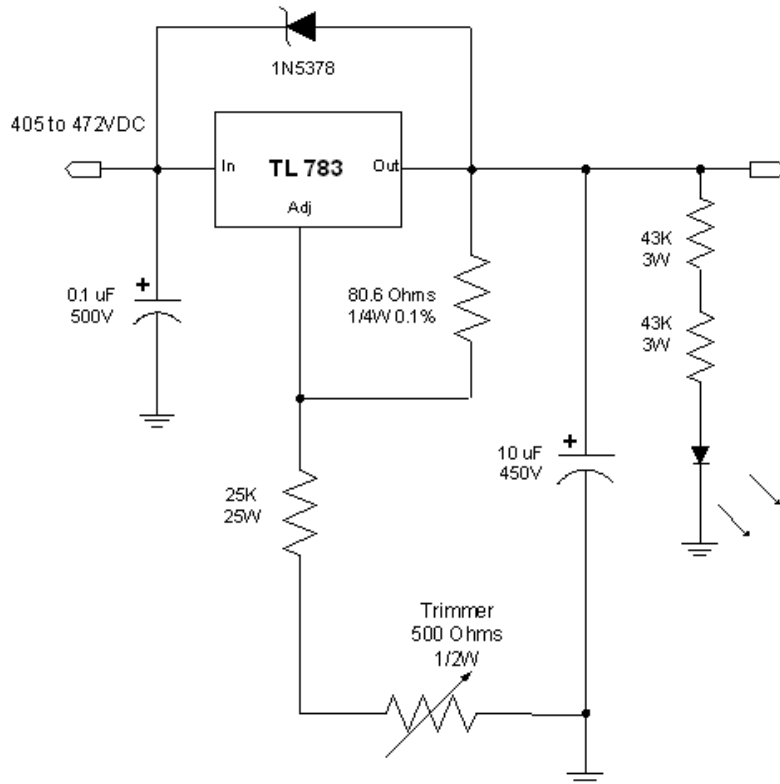 1N5378
405 to 472VDC
In
TL 783
Out
Adj
+
0.1 uF
500V
80.6 Ohms
1/4W 0.1%
43K
3W
43K
3W
+
10 uF
450V
25K
25W
Trimmer
500 Ohms
1/2W